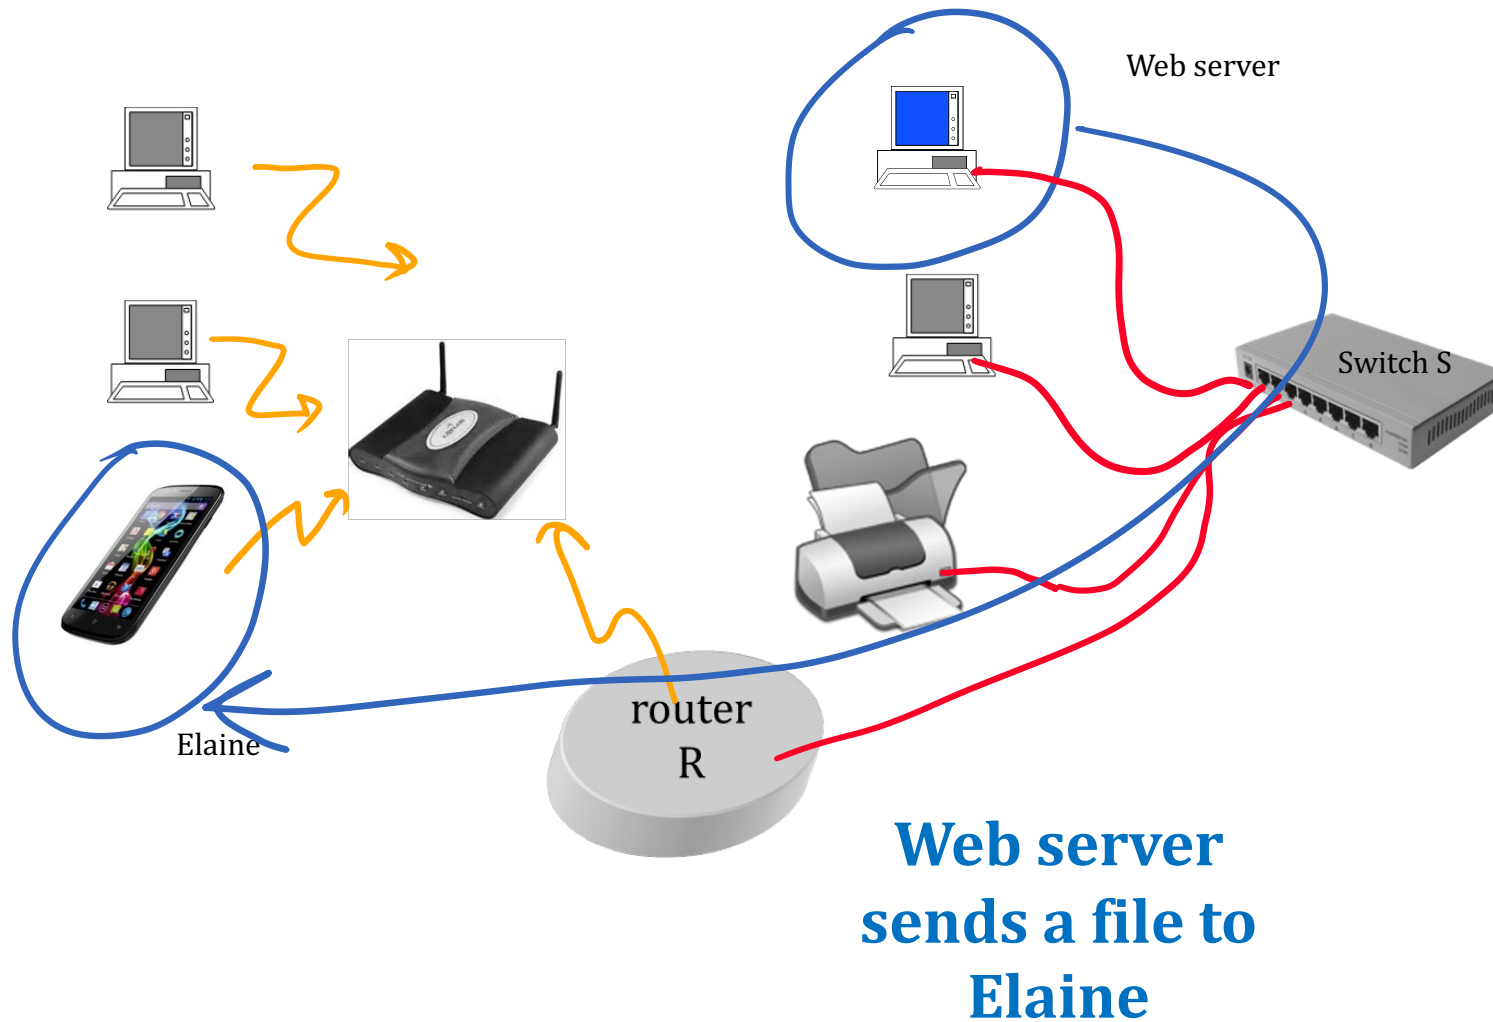 Web server
Switch S
Elaine
router
R
Web server
sends a file to
Elaine